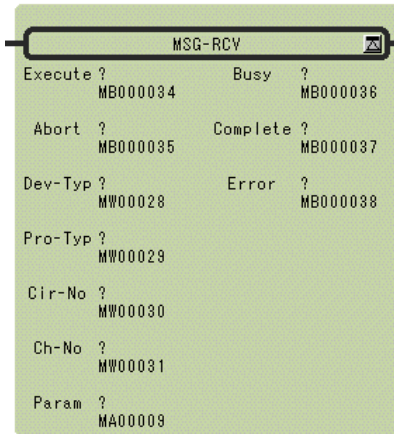 MSG-RCV
Execute ? Busy ?
MB000034 MB000036
Abort ? Complete ?
MB000035 MB000037
Dev-Typ ? Error ?
MW00028 MB000038
Pro-Typ ?
MW00029
Cir-No ?
MW00030
Ch-No ?
MW00031
Param ?
MA00009